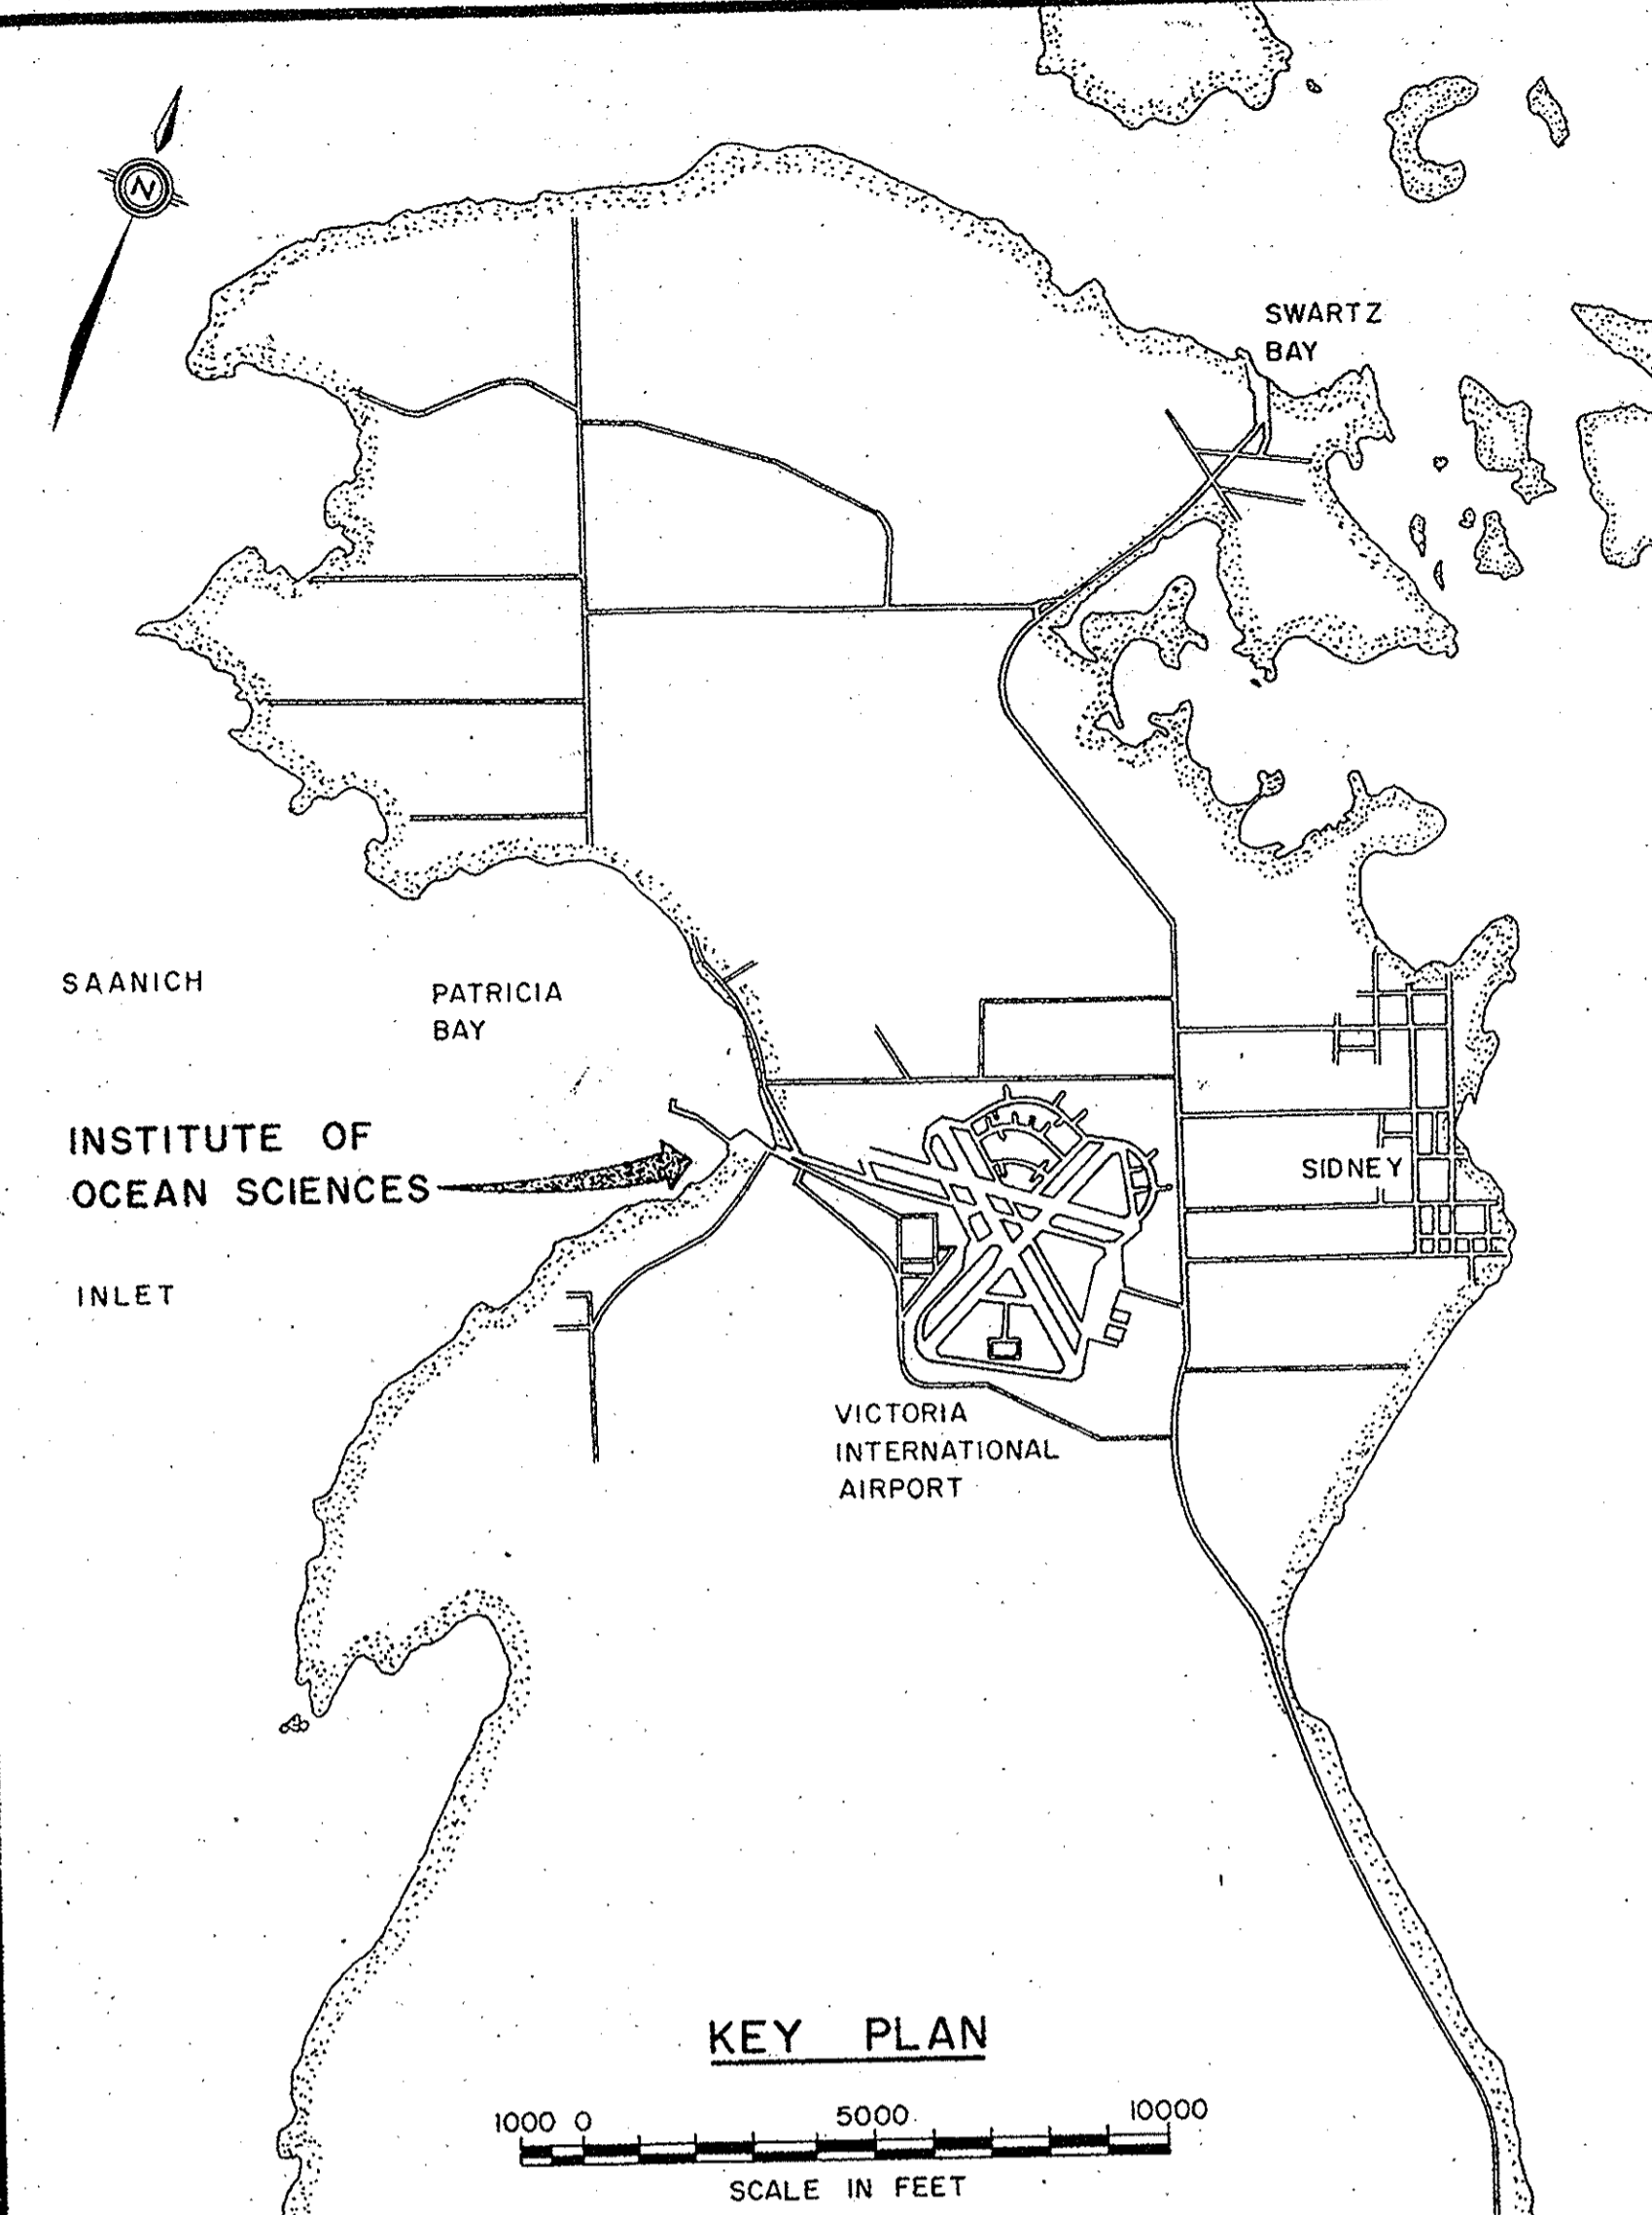 N
SWARTZ
BAY
SAANICH
PATRICIA
BAY
INSTITUTE OF
OCEAN SCIENCES
SIDNEY
INLET
VICTORIA
INTERNATIONAL
AIRPORT
KEY PLAN
1000 0 5000 10000
SCALE IN FEET